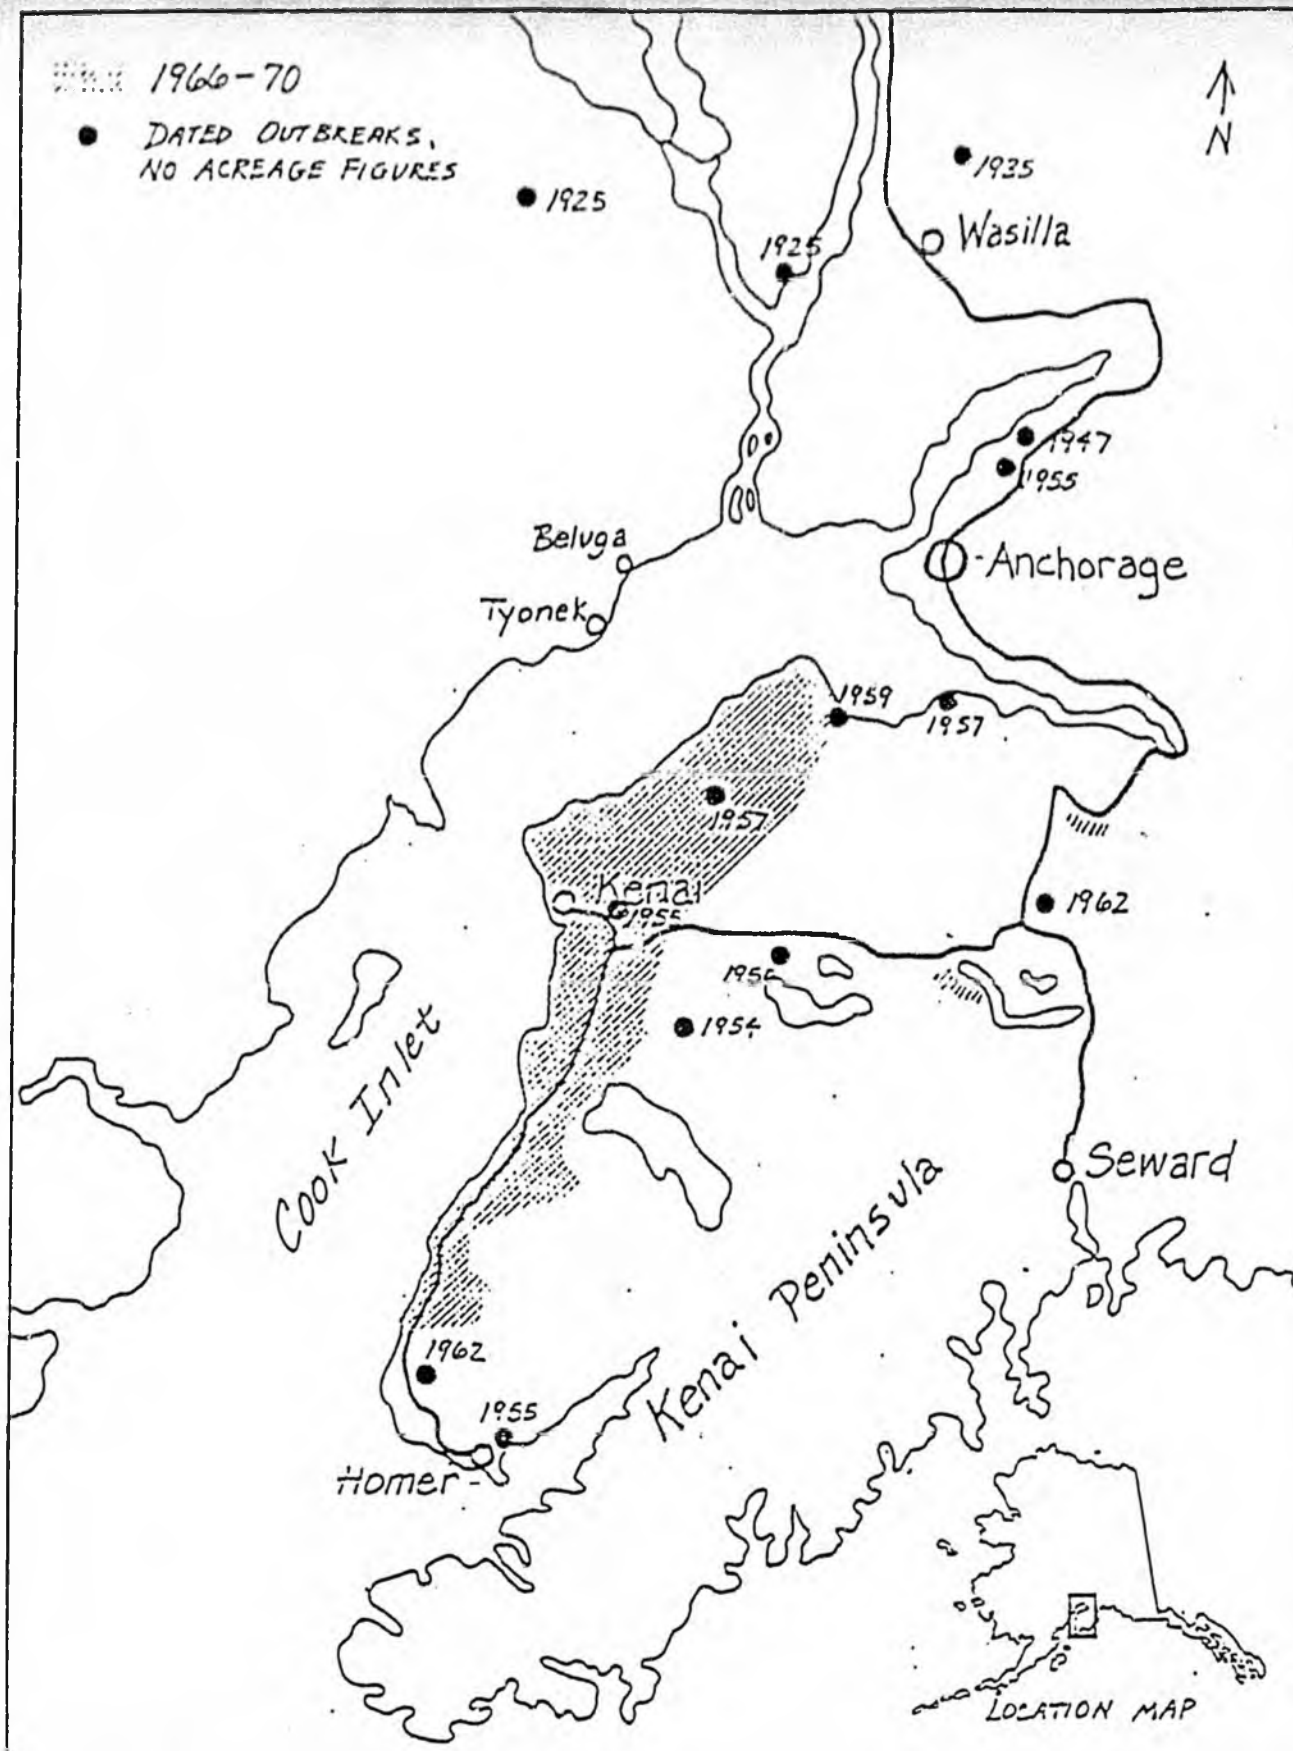 1966-70
DATED OUTBREAKS,
NO ACREAGE FIGURES
N
1935
1925
Wasilla
1925
1947
1955
Beluga
Anchorage
Tyonek
1959
1957
1957
Kenai
1962
1955
1954
Cook Inlet
Seward
Kenai Peninsula
1962
1955
Homer
LOCATION MAP